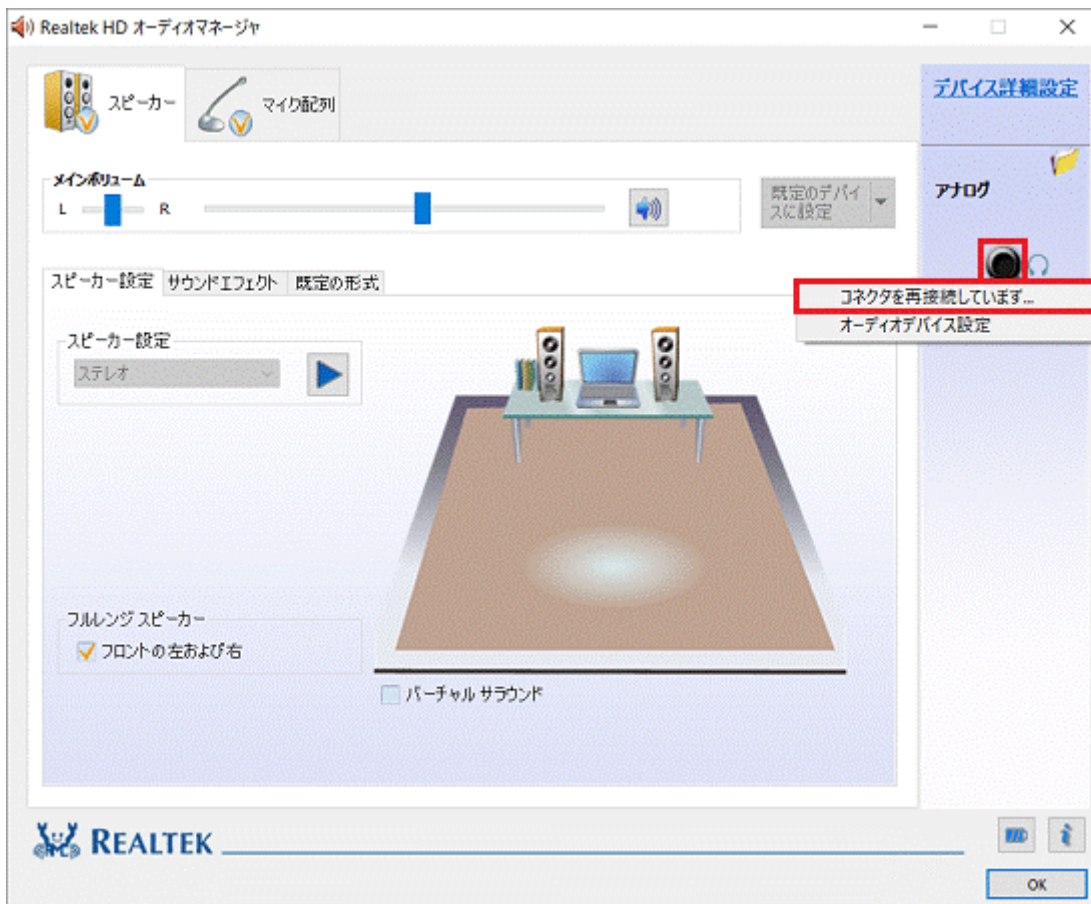 Realtek HD オーディオマネージャ
スピーカー
マイク配列
デバイス詳細設定
メインボリューム
L
R
既定のデバイ
スに設定
アナログ
スピーカー設定
サウンドエフェクト
既定の形式
コネクタを再接続しています...
オーディオデバイス設定
スピーカー設定
ステレオ
フルレンジ スピーカー
フロントの左および右
バーチャル サラウンド
REALTEK
OK